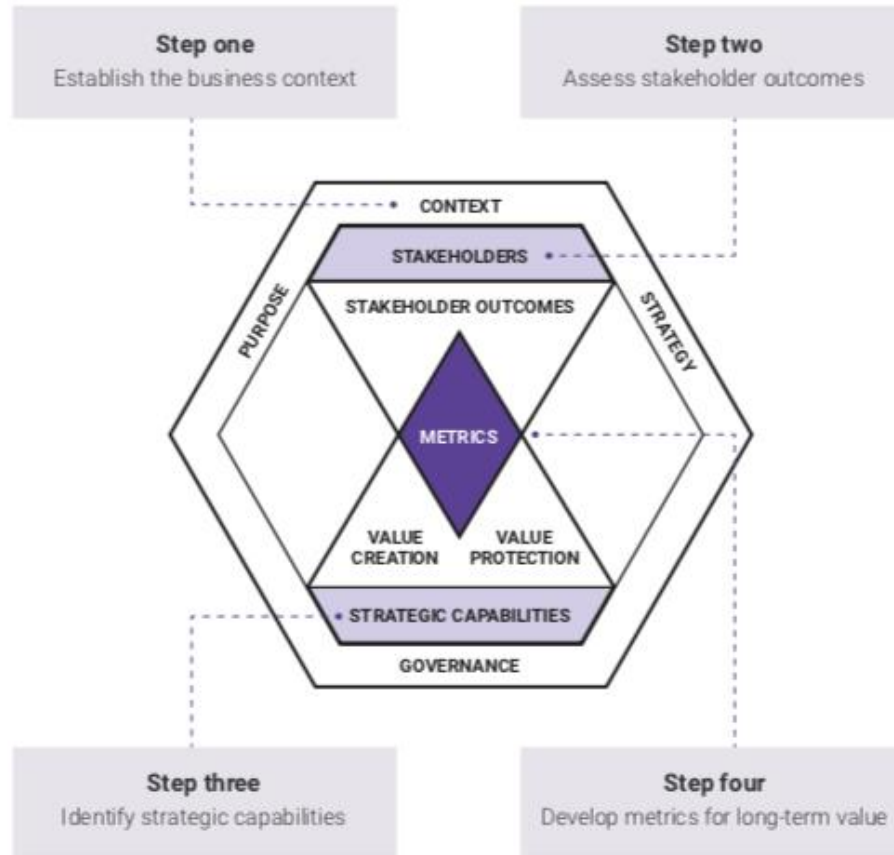 Step one
Establish the business context
Step two
Assess stakeholder outcomes
CONTEXT
STAKEHOLDERS
STAKEHOLDER OUTCOMES
PURPOSE
STRATEGY
METRICS
VALUE
CREATION
VALUE
PROTECTION
STRATEGIC CAPABILITIES
GOVERNANCE
Step three
Identify strategic capabilities
Step four
Develop metrics for long-term value